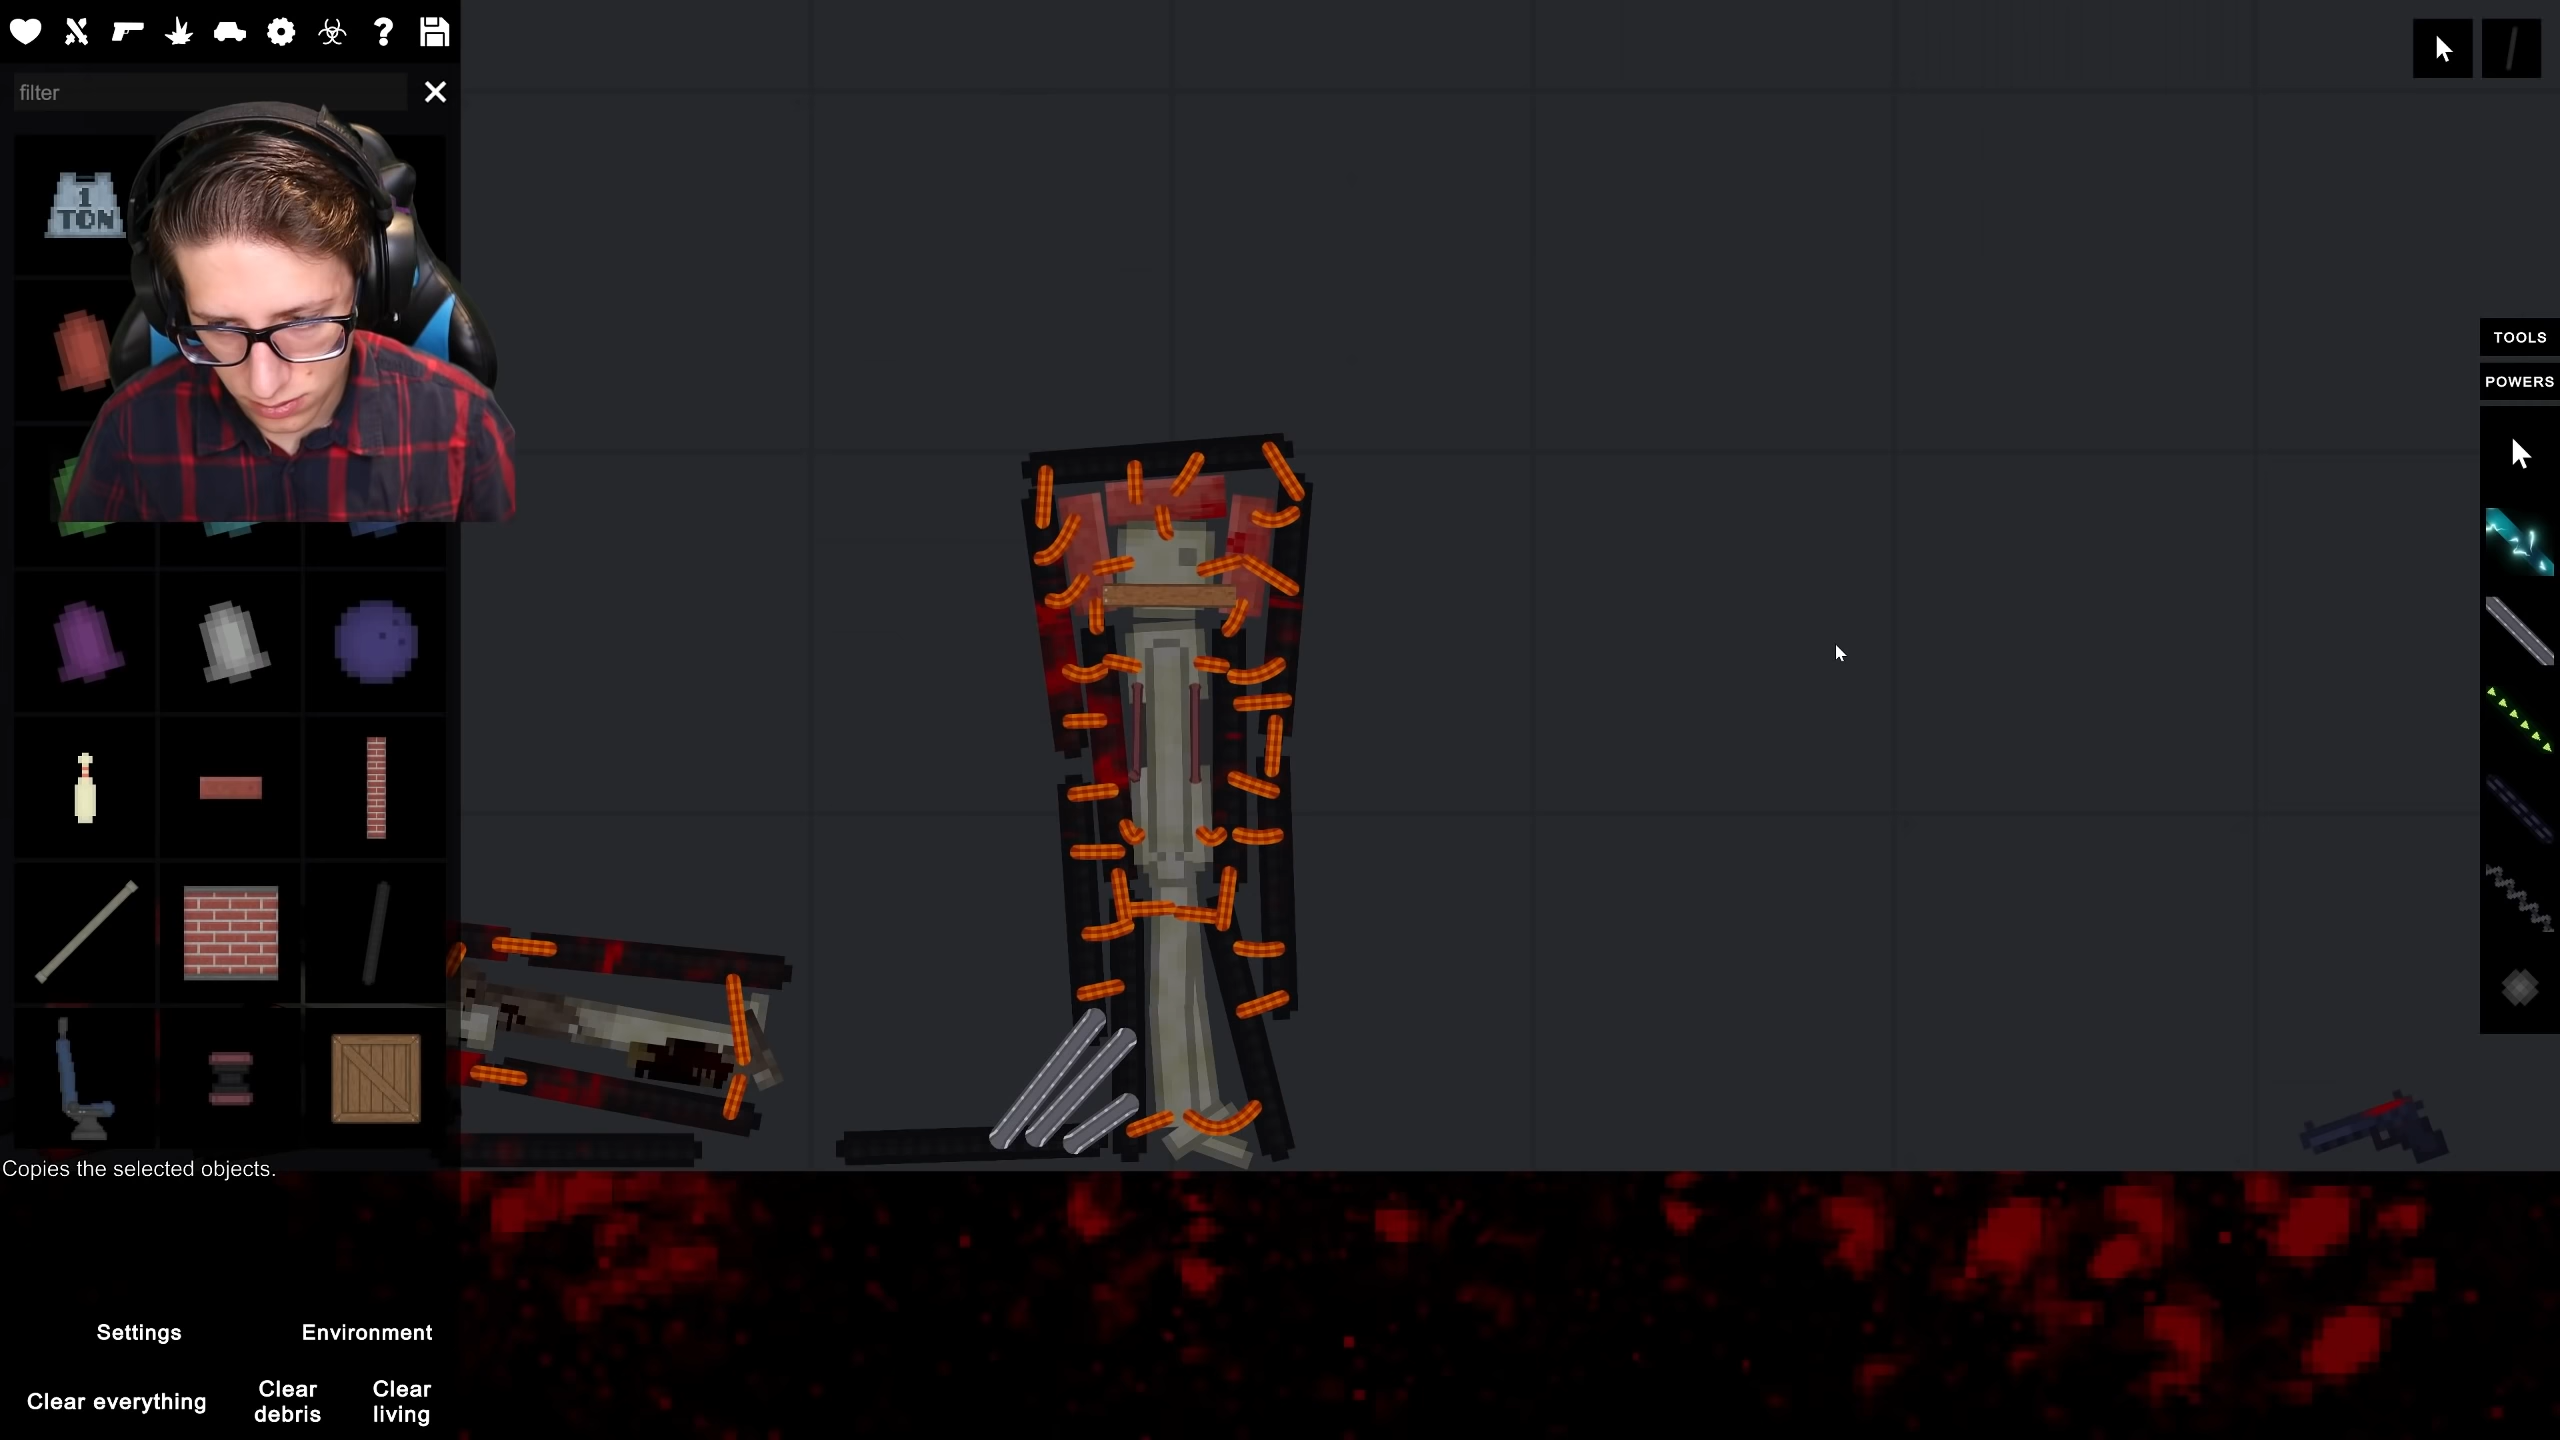 filter
1
TON
TOOLS
POWERS
Copies the selected objects.
Settings
Environment
Clear everything
Clear
debris
Clear
living